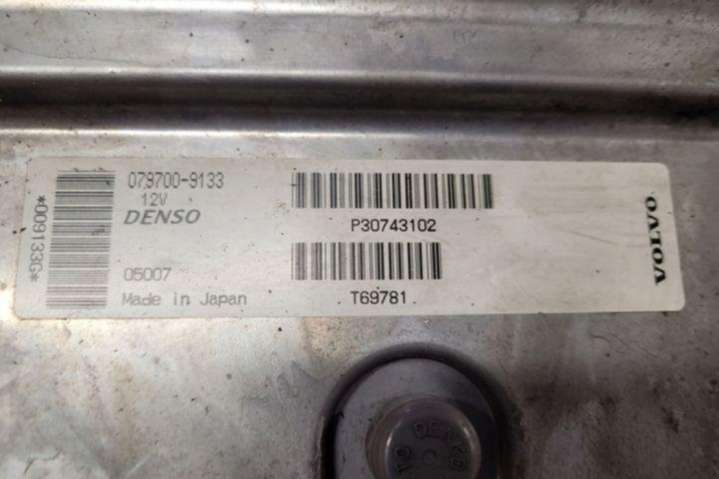 *009133G*
079700-9133
12V
DENSO
05007
Made in Japan
P30743102
T69781
VOLVO